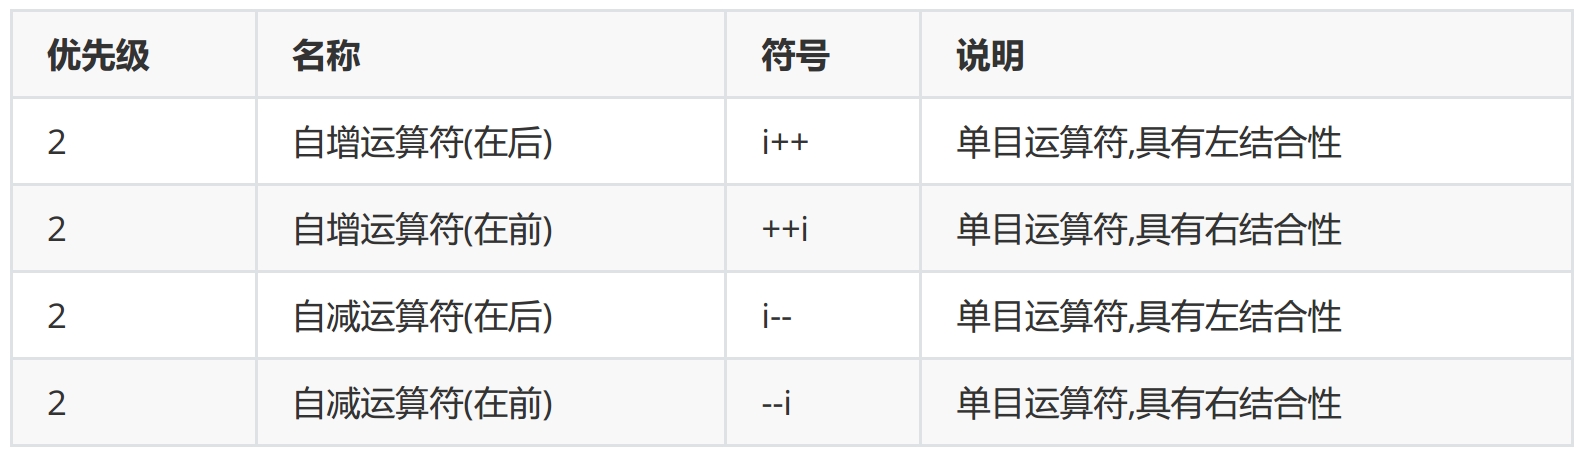 优先级 名称 符号 说明
2 自增运算符(在后) i++ 单目运算符,具有左结合性
2 自增运算符(在前) ++i 单目运算符,具有右结合性
2 自减运算符(在后) i-- 单目运算符,具有左结合性
2 自减运算符(在前) --i 单目运算符,具有右结合性